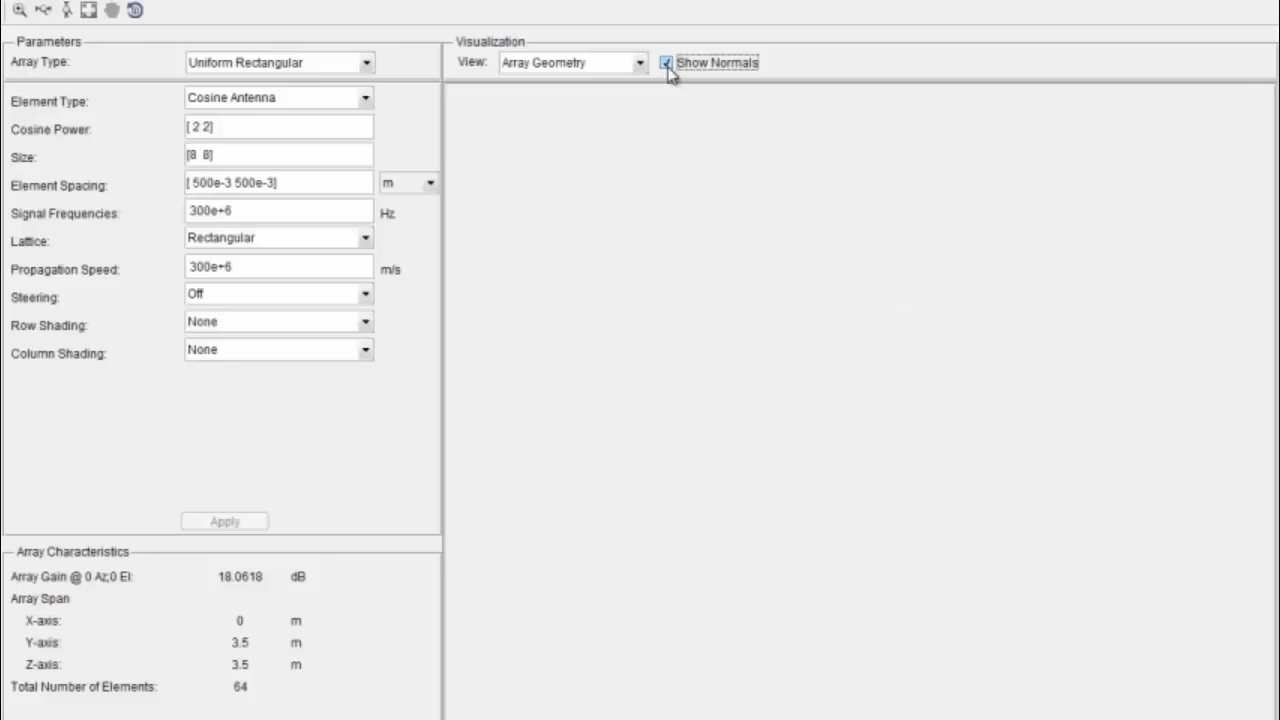 Parameters
Array Type: Uniform Rectangular
Element Type: Cosine Antenna
Cosine Power: [ 2 2]
Size: [8 8]
Element Spacing: [ 500e-3 500e-3] m
Signal Frequencies: 300e+6 Hz
Lattice: Rectangular
Propagation Speed: 300e+6 m/s
Steering: Off
Row Shading: None
Column Shading: None
Apply
Array Characteristics
Array Gain @ 0 Az;0 El: 18.0618 dB
Array Span
X-axis: 0 m
Y-axis: 3.5 m
Z-axis: 3.5 m
Total Number of Elements: 64
Visualization
View: Array Geometry Show Normals